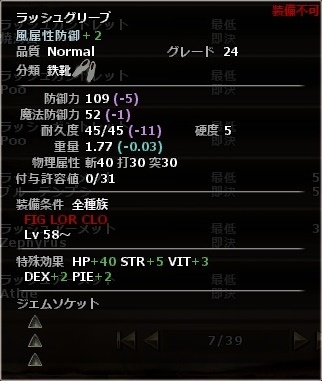 装備不可
ラッシュグリーブ
風属性防御+2
品質 Normal グレード 24
分類 鉄靴
防御力 109 (-5)
魔法防御力 52 (-1)
耐久度 45/45 (-11) 硬度 5
重量 1.77 (-0.03)
物理属性 斬40 打30 突30
付与許容値 0/31
装備条件 全種族
FIG LOR CLO
Lv 58～
特殊効果 HP+40 STR+5 VIT+3
DEX+2 PIE+2
ジェムソケット
7/39